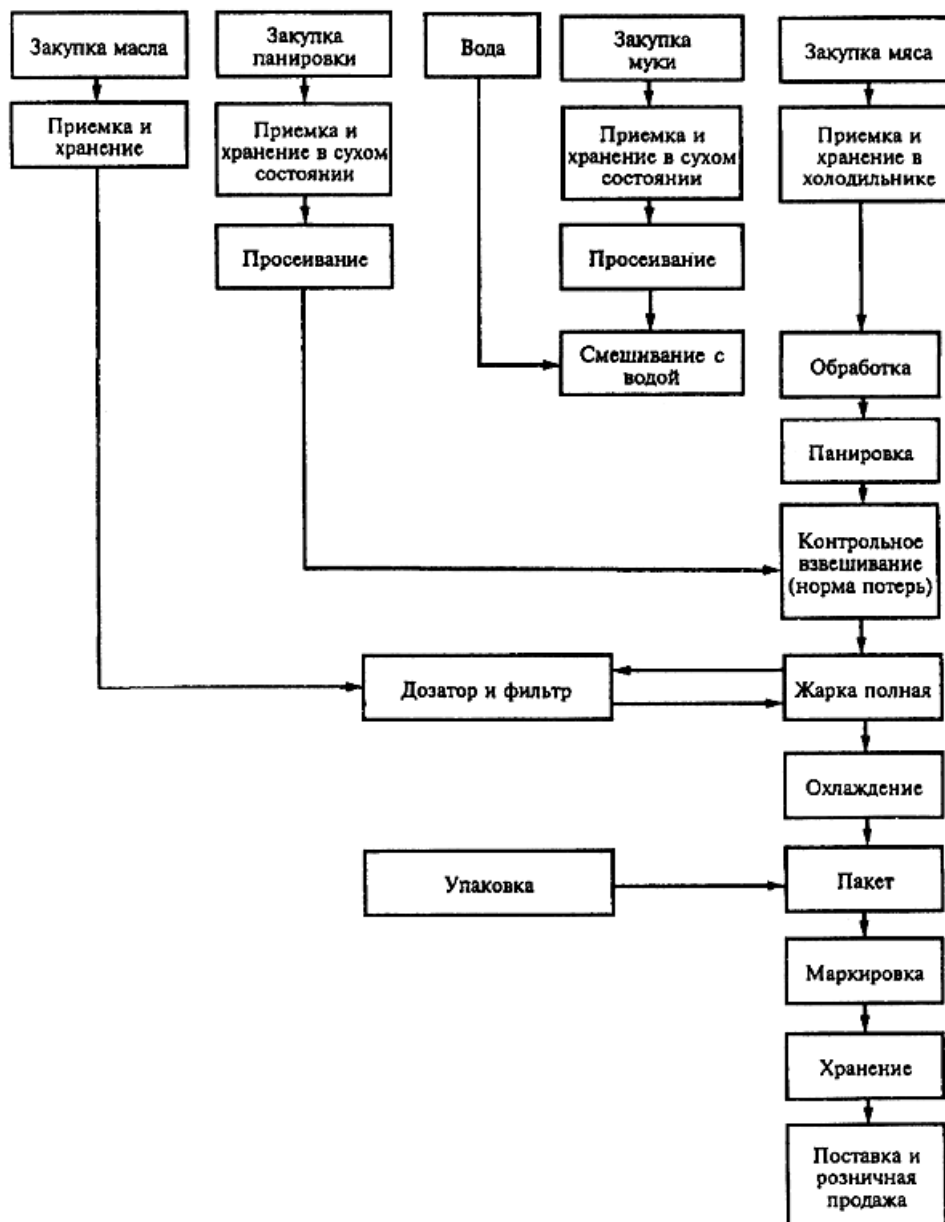 Закупка масла
Закупка
панировки
Вода
Закупка
муки
Закупка мяса
Приемка и
хранение
Приемка и
хранение в сухом
состоянии
Приемка и
хранение в сухом
состоянии
Приемка и
хранение в
холодильнике
Просеивание
Просеивание
Смешивание с
водой
Обработка
Панировка
Контрольное
взвешивание
(норма потерь)
Дозатор и фильтр
Жарка полная
Охлаждение
Упаковка
Пакет
Маркировка
Хранение
Поставка и
розничная
продажа